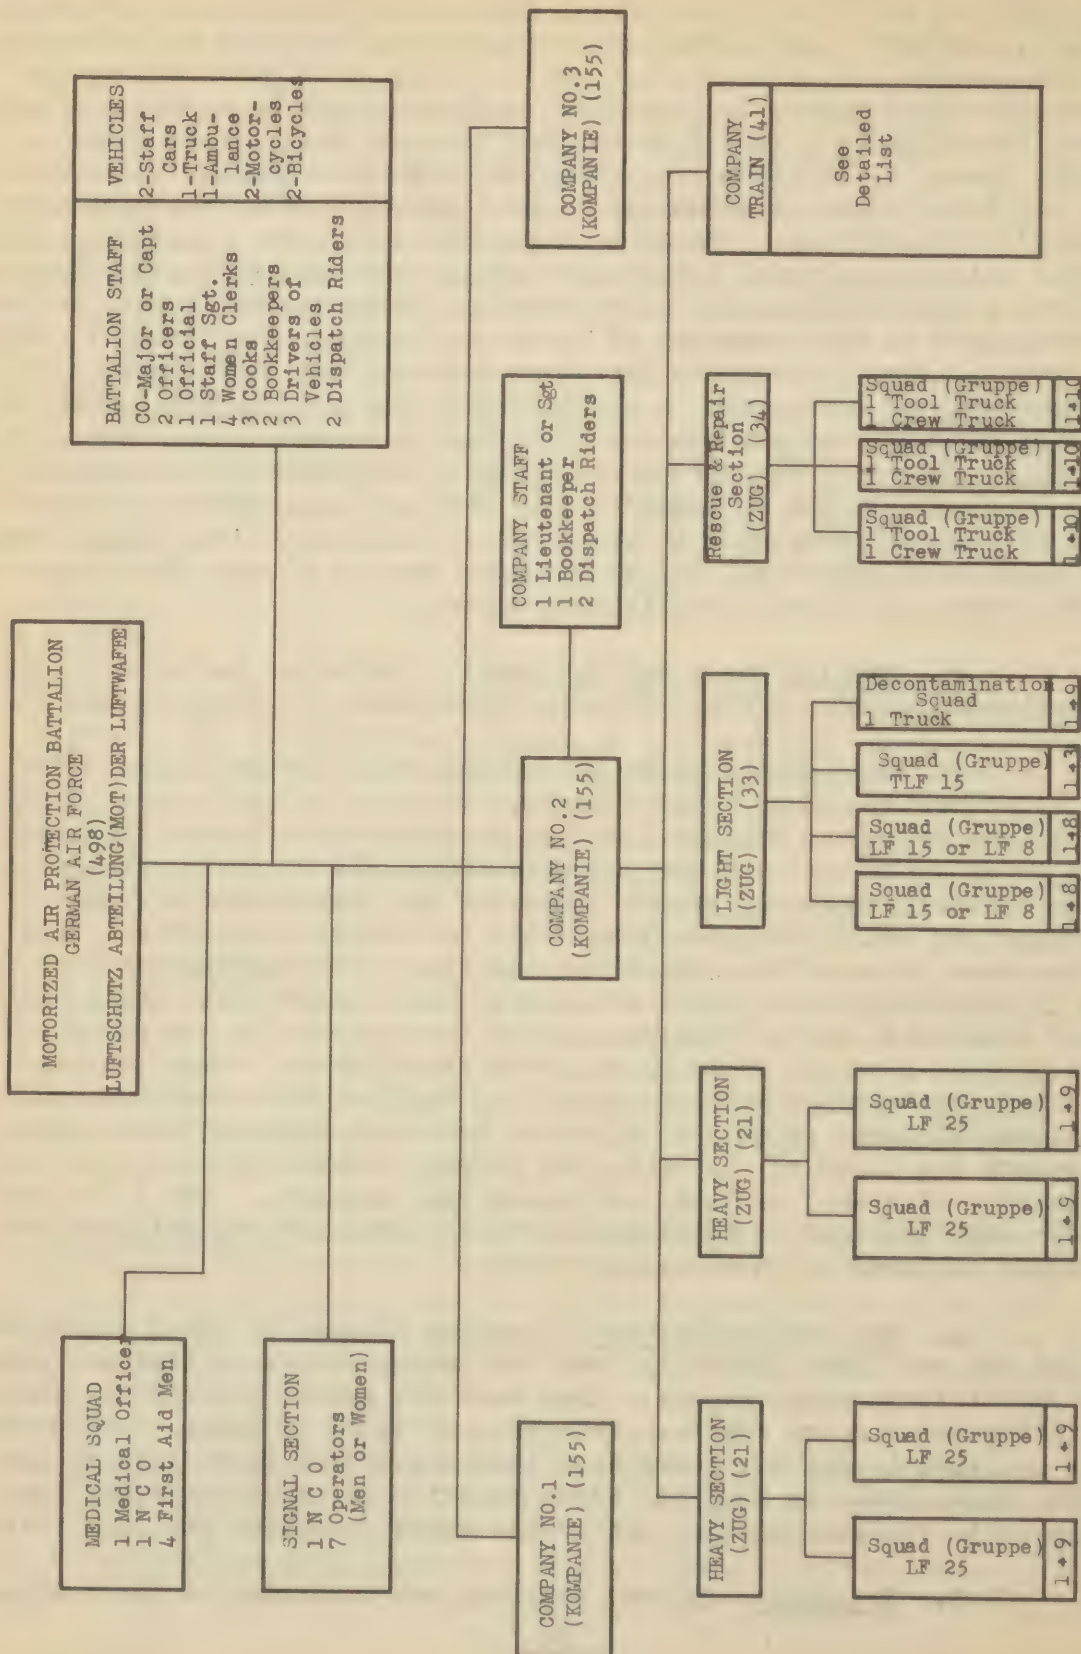 MOTORIZED AIR PROTECTION BATTALION
GERMAN AIR FORCE
(498)
LUFTSCHUTZ ABTEILUNG(MOT)DER LUFTWAFFE
MEDICAL SQUAD
1 Medical Officer
1 N C O
4 First Aid Men
SIGNAL SECTION
1 N C O
7 Operators
(Men or Women)
BATTALION STAFF
CO-Major or Capt
2 Officers
1 Official
1 Staff Sgt.
4 Women Clerks
3 Cooks
2 Bookkeepers
3 Drivers of
Vehicles
2 Dispatch Riders
VEHICLES
2-Staff
Cars
1-Truck
1-Ambu-
lance
2-Motor-
cycles
2-Bicycles
COMPANY NO.1
(KOMPANIE) (155)
COMPANY NO.2
(KOMPANIE) (155)
COMPANY STAFF
1 Lieutenant or Sgt
1 Bookkeeper
2 Dispatch Riders
COMPANY NO.3
(KOMPANIE) (155)
HEAVY SECTION
(ZUG) (21)
HEAVY SECTION
(ZUG) (21)
LIGHT SECTION
(ZUG) (33)
Rescue & Repair
Section
(ZUG) (34)
COMPANY
TRAIN (41)
See
Detailed
List
Squad (Gruppe)
LF 25
1+9
Squad (Gruppe)
LF 25
1+9
Squad (Gruppe)
LF 25
1+9
Squad (Gruppe)
LF 25
1+9
Squad (Gruppe)
LF 15 or LF 8
1+8
Squad (Gruppe)
LF 15 or LF 8
1+8
Squad (Gruppe)
TLF 15
1+3
Decontamination
Squad
1 Truck
1+9
Squad (Gruppe)
1 Tool Truck
1 Crew Truck
1+10
Squad (Gruppe)
1 Tool Truck
1 Crew Truck
1+10
Squad (Gruppe)
1 Tool Truck
1 Crew Truck
1+10